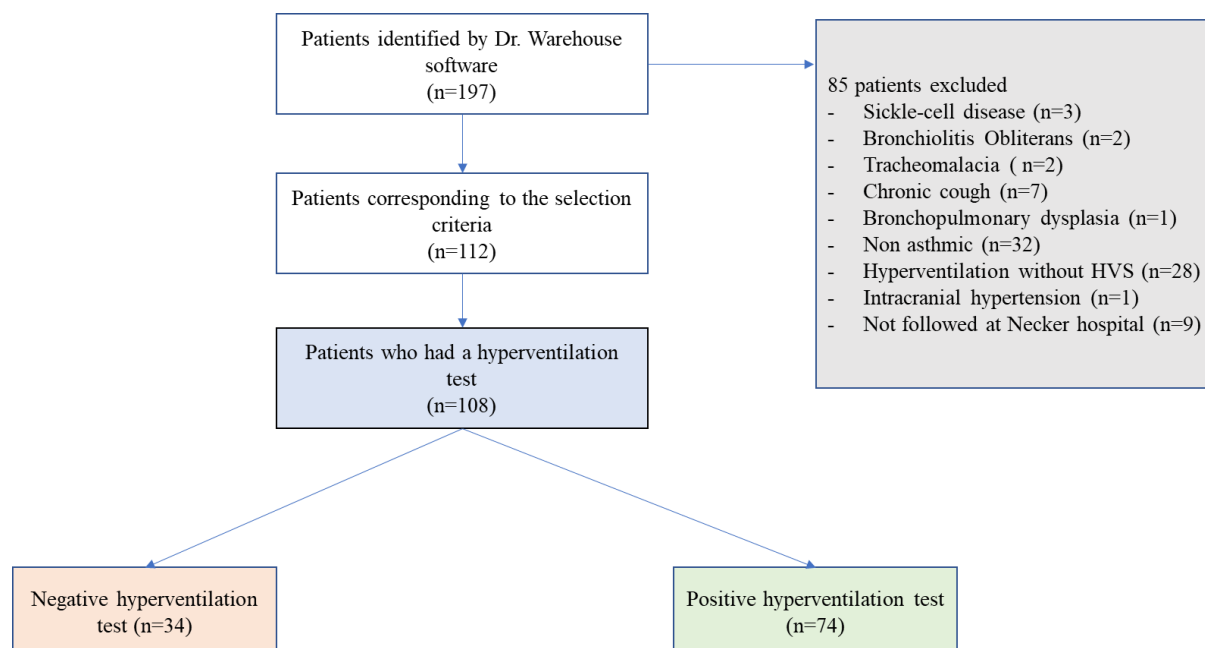 Patients identified by Dr. Warehouse
software
(n=197)
85 patients excluded
- Sickle-cell disease (n=3)
- Bronchiolitis Obliterans (n=2)
- Tracheomalacia ( n=2)
- Chronic cough (n=7)
- Bronchopulmonary dysplasia (n=1)
- Non asthmic (n=32)
- Hyperventilation without HVS (n=28)
- Intracranial hypertension (n=1)
- Not followed at Necker hospital (n=9)
Patients corresponding to the selection
criteria
(n=112)
Patients who had a hyperventilation
test
(n=108)
Negative hyperventilation
test (n=34)
Positive hyperventilation test
(n=74)